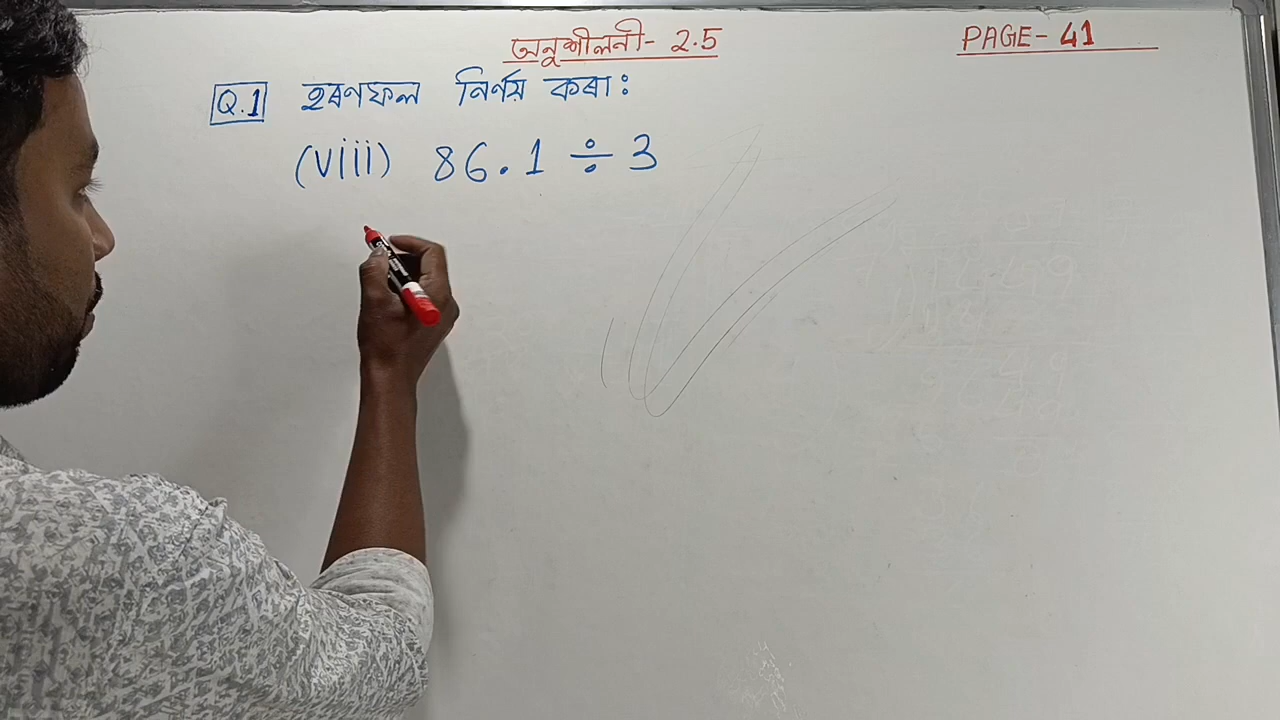 অনুশীলনী- 2.5
PAGE- 41
Q.1 হৰণফল নিৰ্ণয় কৰা:
(viii) 86.1 ÷ 3